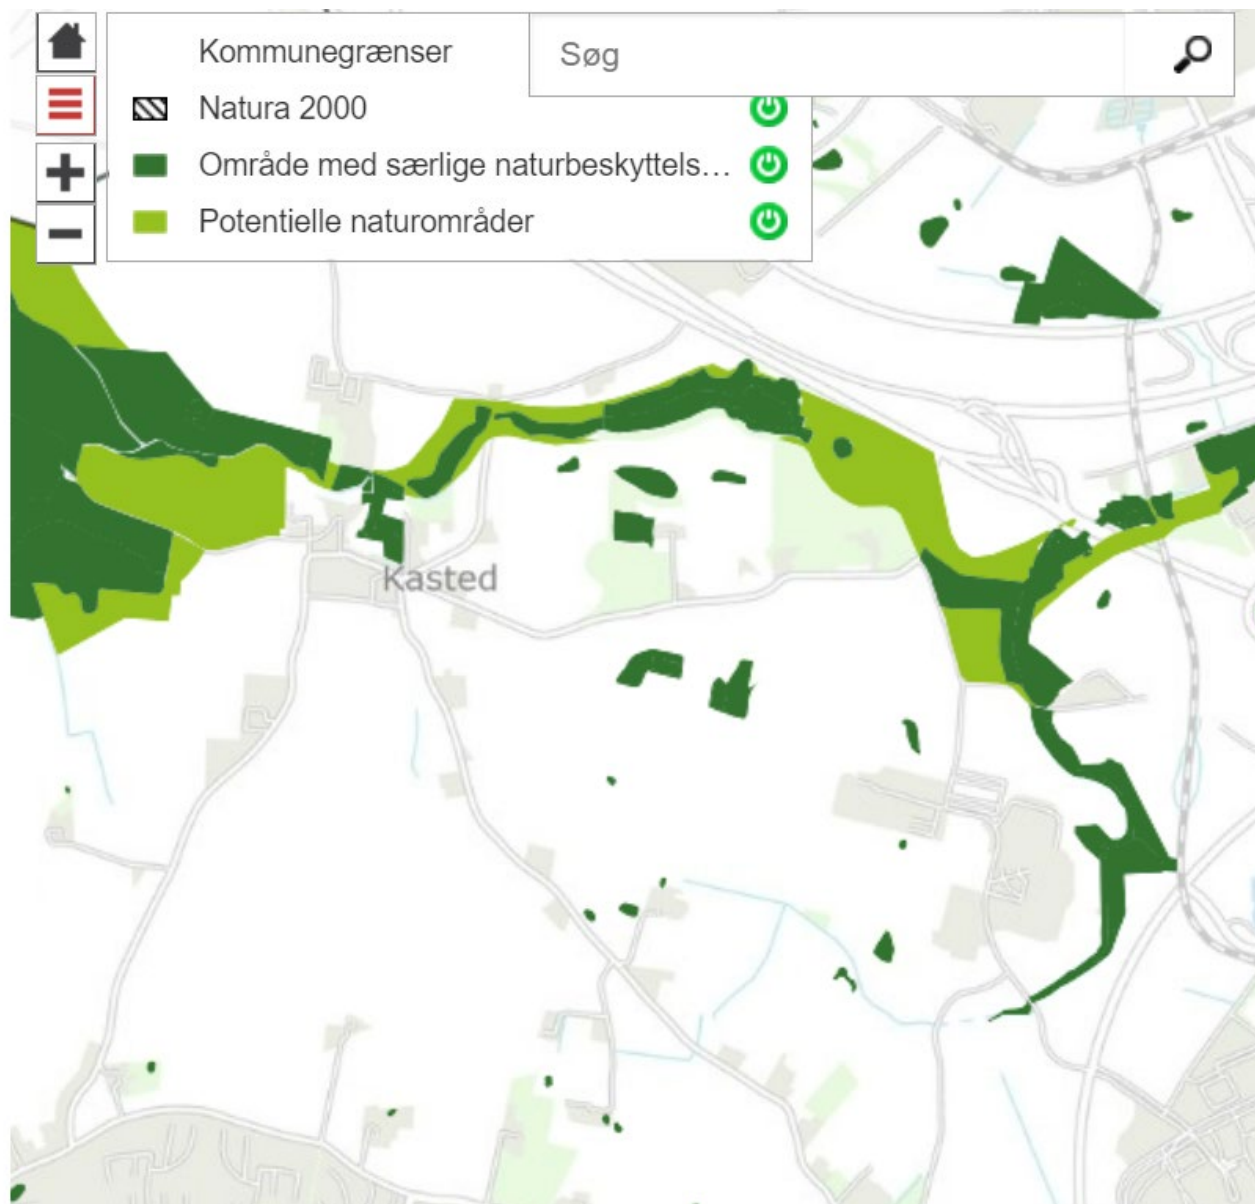 Kommunegrænser
Søg
Natura 2000
Område med særlige naturbeskyttels...
Potentielle naturområder
Kasted